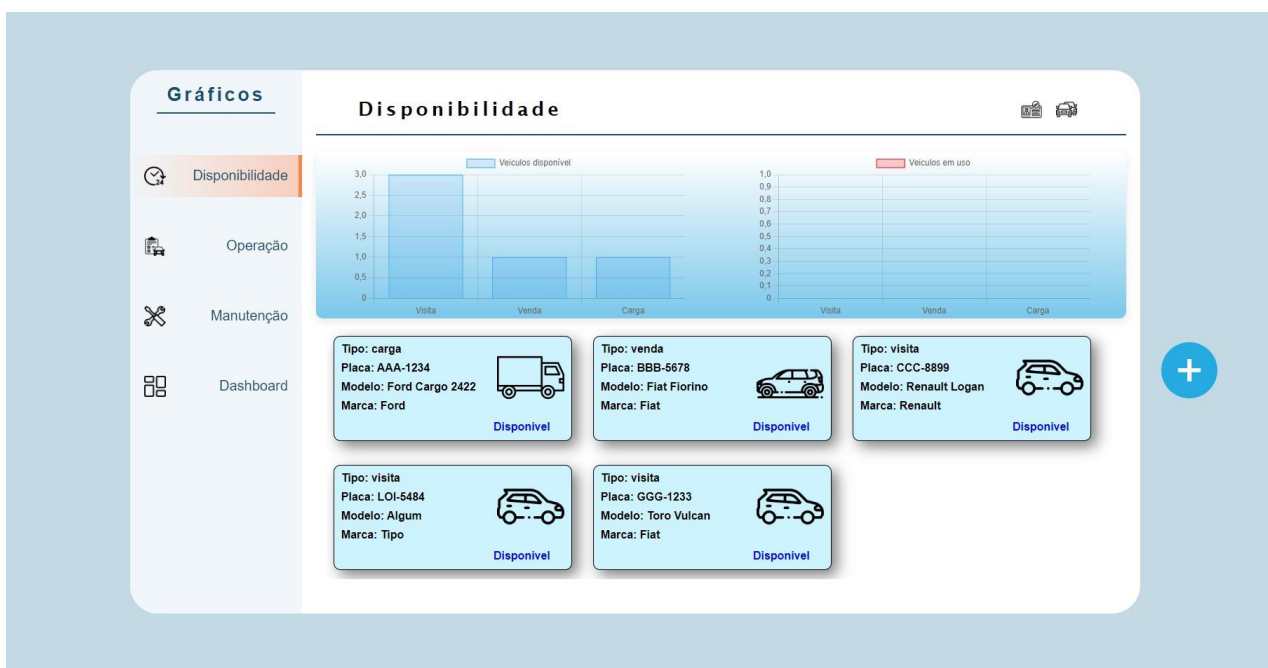 Gráficos
Disponibilidade
Operação
Manutenção
Dashboard
Disponibilidade
Veiculos disponível
3,0
2,5
2,0
1,5
1,0
0,5
0
Visita Venda Carga
Veiculos em uso
1,0
0,9
0,8
0,7
0,6
0,5
0,4
0,3
0,2
0,1
0
Visita Venda Carga
Tipo: carga
Placa: AAA-1234
Modelo: Ford Cargo 2422
Marca: Ford
Disponivel
Tipo: venda
Placa: BBB-5678
Modelo: Fiat Fiorino
Marca: Fiat
Disponivel
Tipo: visita
Placa: CCC-8899
Modelo: Renault Logan
Marca: Renault
Disponivel
Tipo: visita
Placa: LOI-5484
Modelo: Algum
Marca: Tipo
Disponivel
Tipo: visita
Placa: GGG-1233
Modelo: Toro Vulcan
Marca: Fiat
Disponivel
+